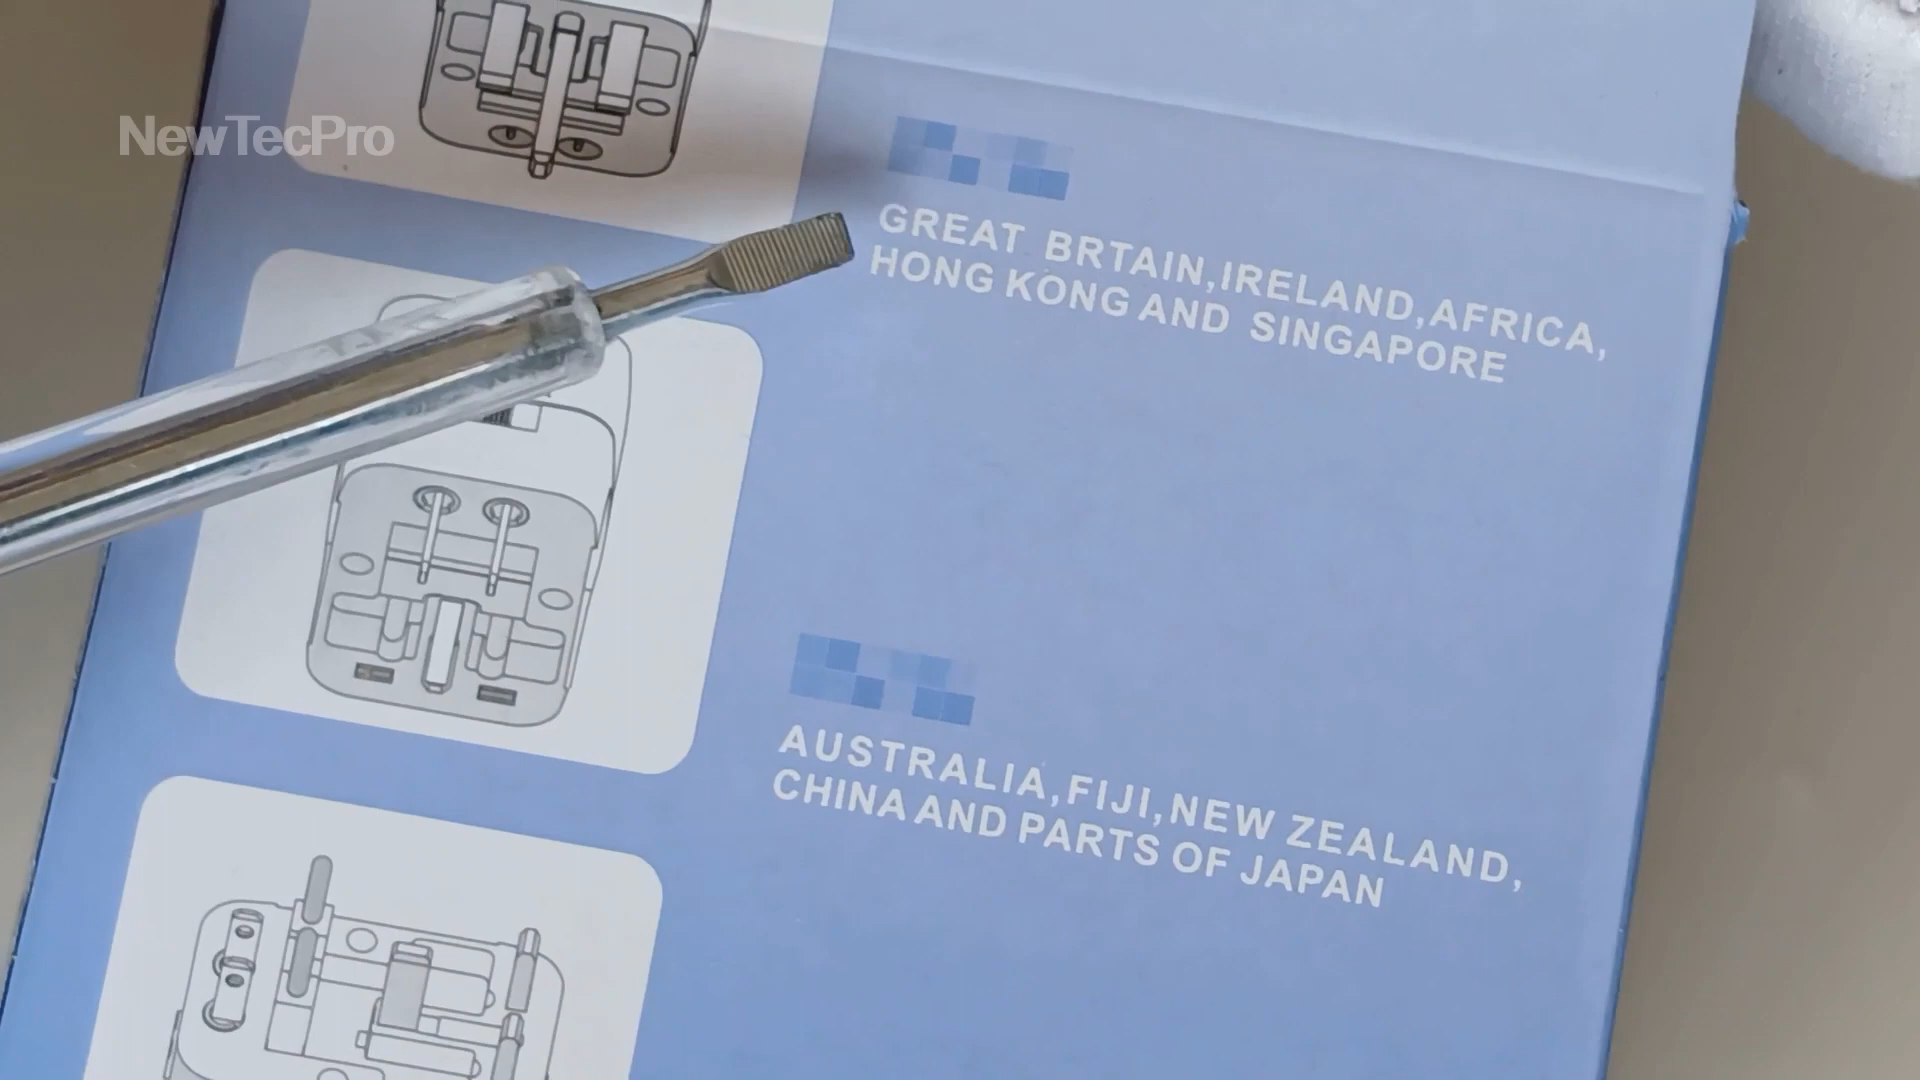 NewTecPro
GREAT BRTAIN,IRELAND,AFRICA,
HONG KONG AND SINGAPORE
AUSTRALIA,FIJI,NEW ZEALAND,
CHINA AND PARTS OF JAPAN